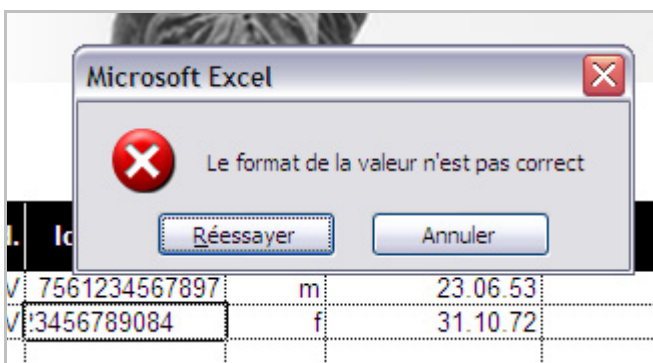 Microsoft Excel
Le format de la valeur n'est pas correct
Réessayer Annuler
7561234567897 m 23.06.53
23456789084 f 31.10.72